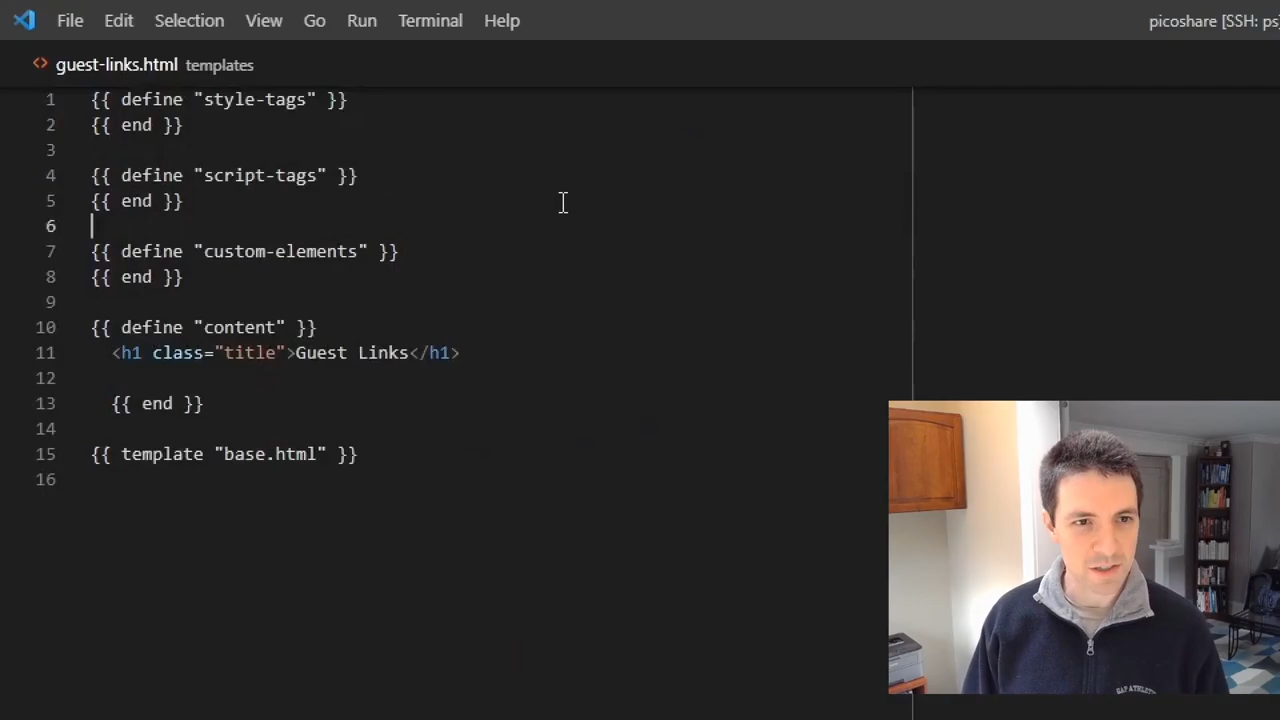 File Edit Selection View Go Run Terminal Help picoshare [SSH: ps
<> guest-links.html templates
1 {{ define "style-tags" }}
2 {{ end }}
3
4 {{ define "script-tags" }}
5 {{ end }}
6
7 {{ define "custom-elements" }}
8 {{ end }}
9
10 {{ define "content" }}
11 <h1 class="title">Guest Links</h1>
12
13 {{ end }}
14
15 {{ template "base.html" }}
16